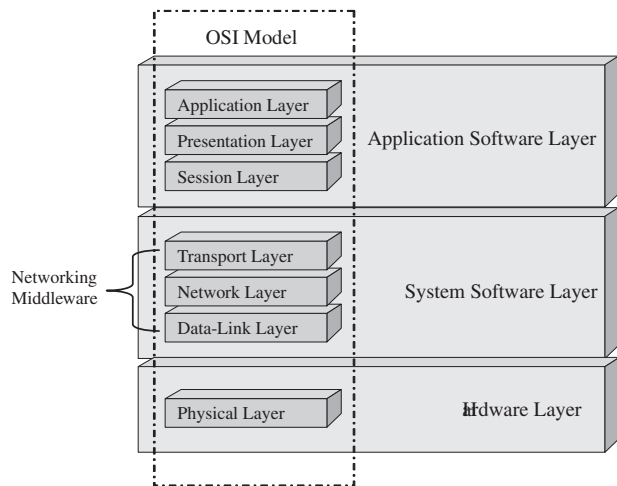 OSI Model
Application Layer
Presentation Layer
Application Software Layer
Session Layer
Transport Layer
Networking
Middleware
Network Layer
System Software Layer
Data-Link Layer
Physical Layer
Hardware Layer